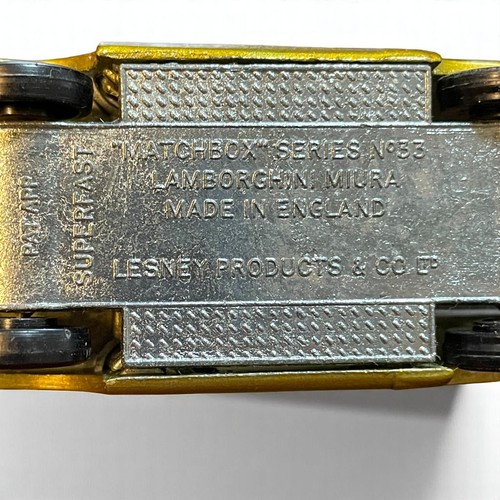 "MATCHBOX" SERIES Nº33
LAMBORGHINI MIURA
MADE IN ENGLAND
LESNEY PRODUCTS & CO LTD
SUPERFAST
PAT APP